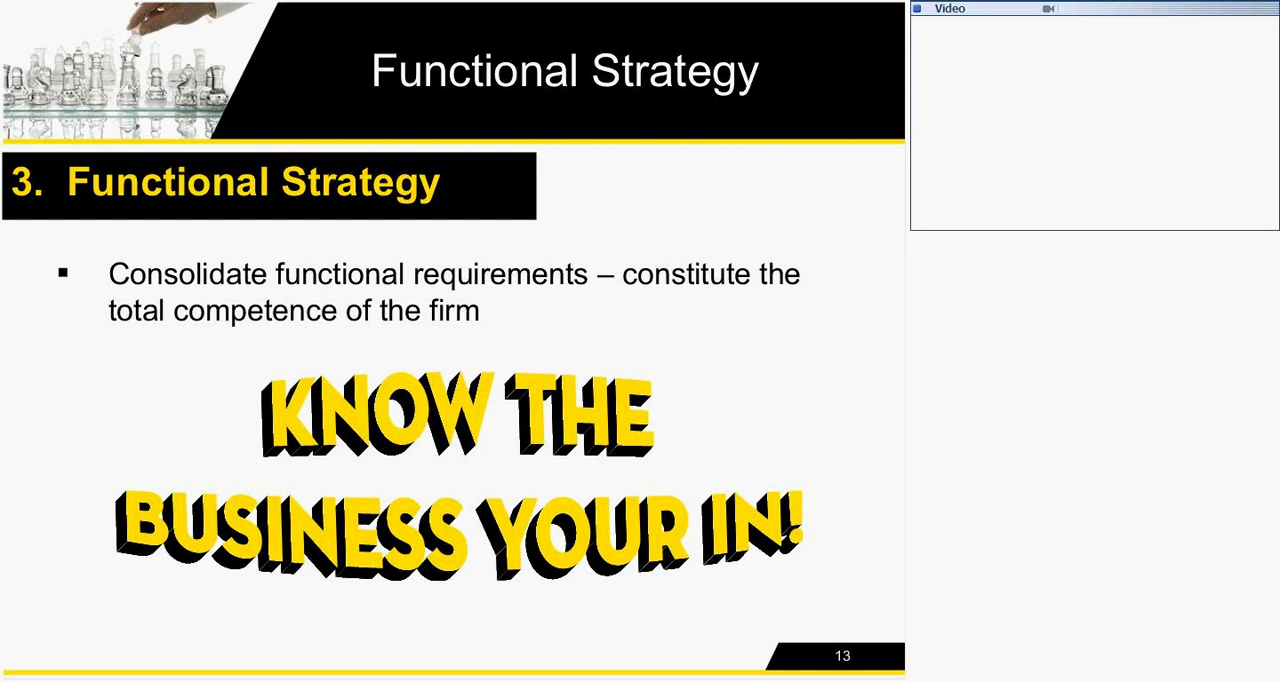 Functional Strategy
Video
3. Functional Strategy
▪ Consolidate functional requirements – constitute the
total competence of the firm
KNOW THE
BUSINESS YOUR IN!
13